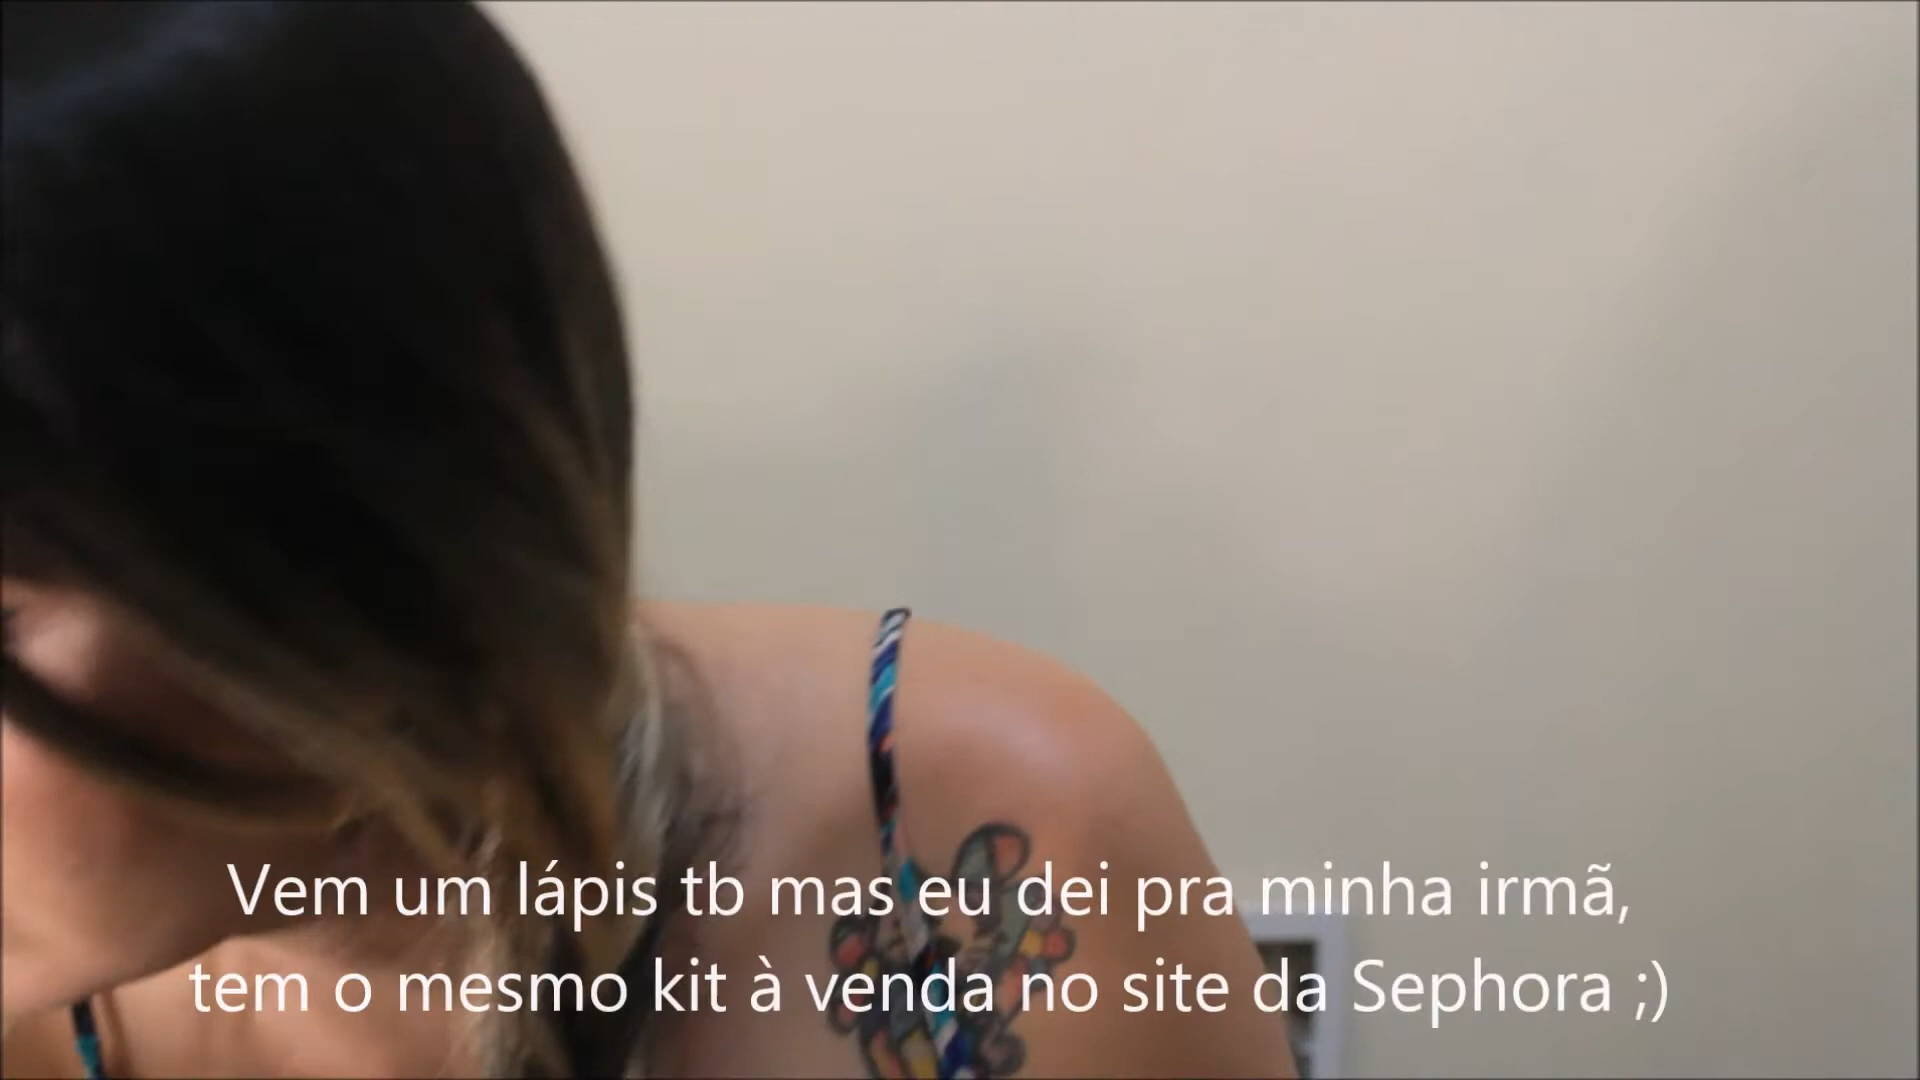 Vem um lápis tb mas eu dei pra minha irmã,
tem o mesmo kit à venda no site da Sephora ;)